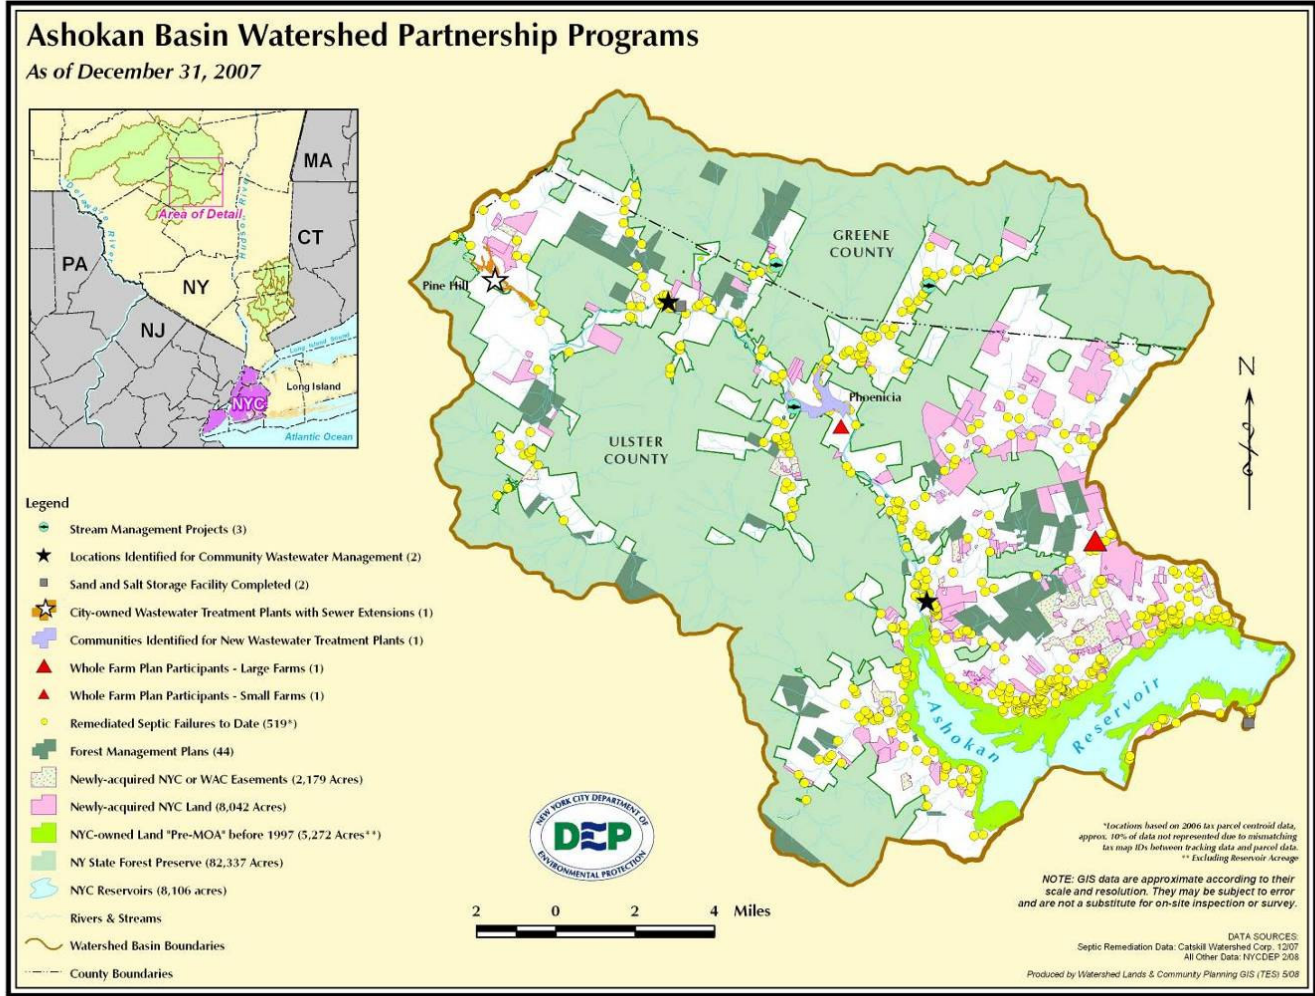 Ashokan Basin Watershed Partnership Programs
As of December 31, 2007
MA
Delaware River
Area of Detail
Hudson River
CT
PA
NY
NJ
Long Island Sound
Long Island
NYC
Atlantic Ocean
GREENE
COUNTY
Pine Hill
Phoenicia
ULSTER
COUNTY
N
Ashokan
Reservoir
Legend
Stream Management Projects (3)
Locations Identified for Community Wastewater Management (2)
Sand and Salt Storage Facility Completed (2)
City-owned Wastewater Treatment Plants with Sewer Extensions (1)
Communities Identified for New Wastewater Treatment Plants (1)
Whole Farm Plan Participants - Large Farms (1)
Whole Farm Plan Participants - Small Farms (1)
Remediated Septic Failures to Date (519*)
Forest Management Plans (44)
Newly-acquired NYC or WAC Easements (2,179 Acres)
Newly-acquired NYC Land (8,042 Acres)
NYC-owned Land "Pre-MOA" before 1997 (5,272 Acres**)
NY State Forest Preserve (82,337 Acres)
NYC Reservoirs (8,106 acres)
Rivers & Streams
Watershed Basin Boundaries
County Boundaries
NEW YORK CITY DEPARTMENT OF
DEP
ENVIRONMENTAL PROTECTION
2 0 2 4 Miles
*Locations based on 2006 tax parcel centroid data,
approx. 10% of data not represented due to mismatching
tax map IDs between tracking data and parcel data.
** Excluding Reservoir Acreage
NOTE: GIS data are approximate according to their
scale and resolution. They may be subject to error
and are not a substitute for on-site inspection or survey.
DATA SOURCES:
Septic Remediation Data: Catskill Watershed Corp. 12/07
All Other Data: NYCDEP 2/08
Produced by Watershed Lands & Community Planning GIS (TES) 5/08